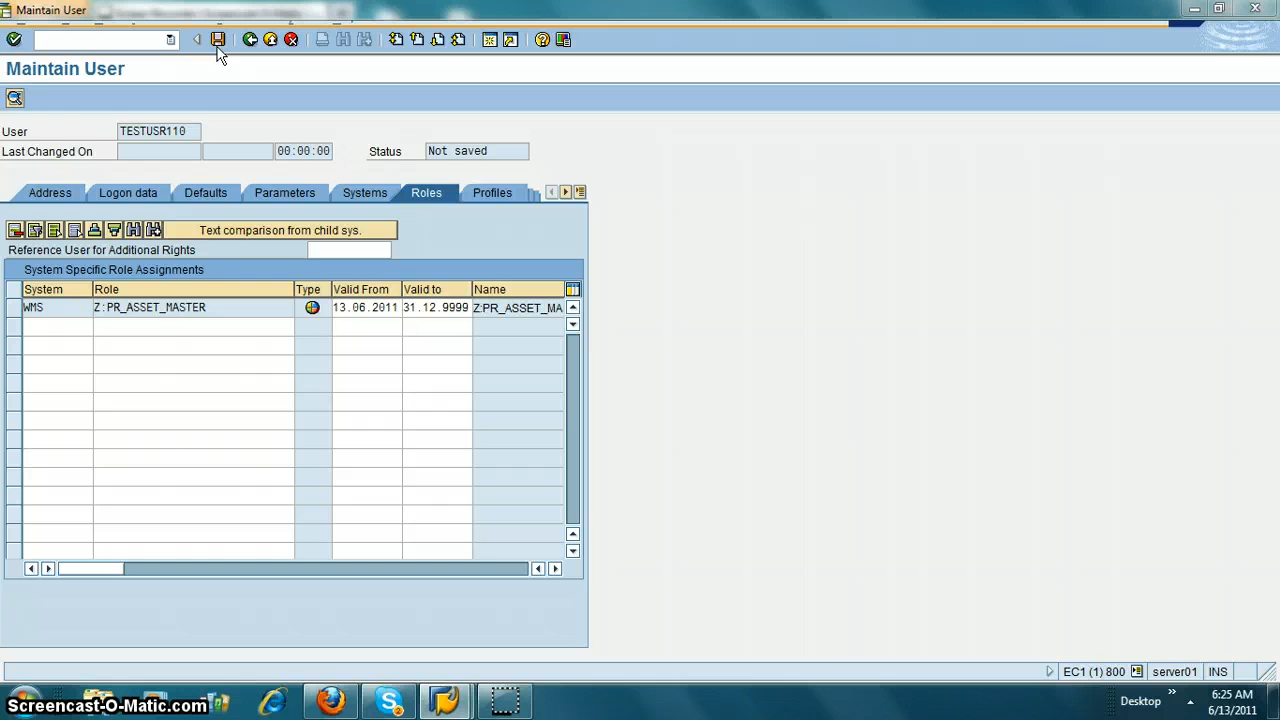 Maintain User
Maintain User
User TESTUSR110
Last Changed On 00:00:00 Status Not saved
Address Logon data Defaults Parameters Systems Roles Profiles
Text comparison from child sys.
Reference User for Additional Rights
System Specific Role Assignments
System Role Type Valid From Valid to Name
WMS Z:PR_ASSET_MASTER 13.06.2011 31.12.9999 Z:PR_ASSET_MA
EC1 (1) 800 server01 INS
Screencast-O-Matic.com
Desktop
6:25 AM
6/13/2011